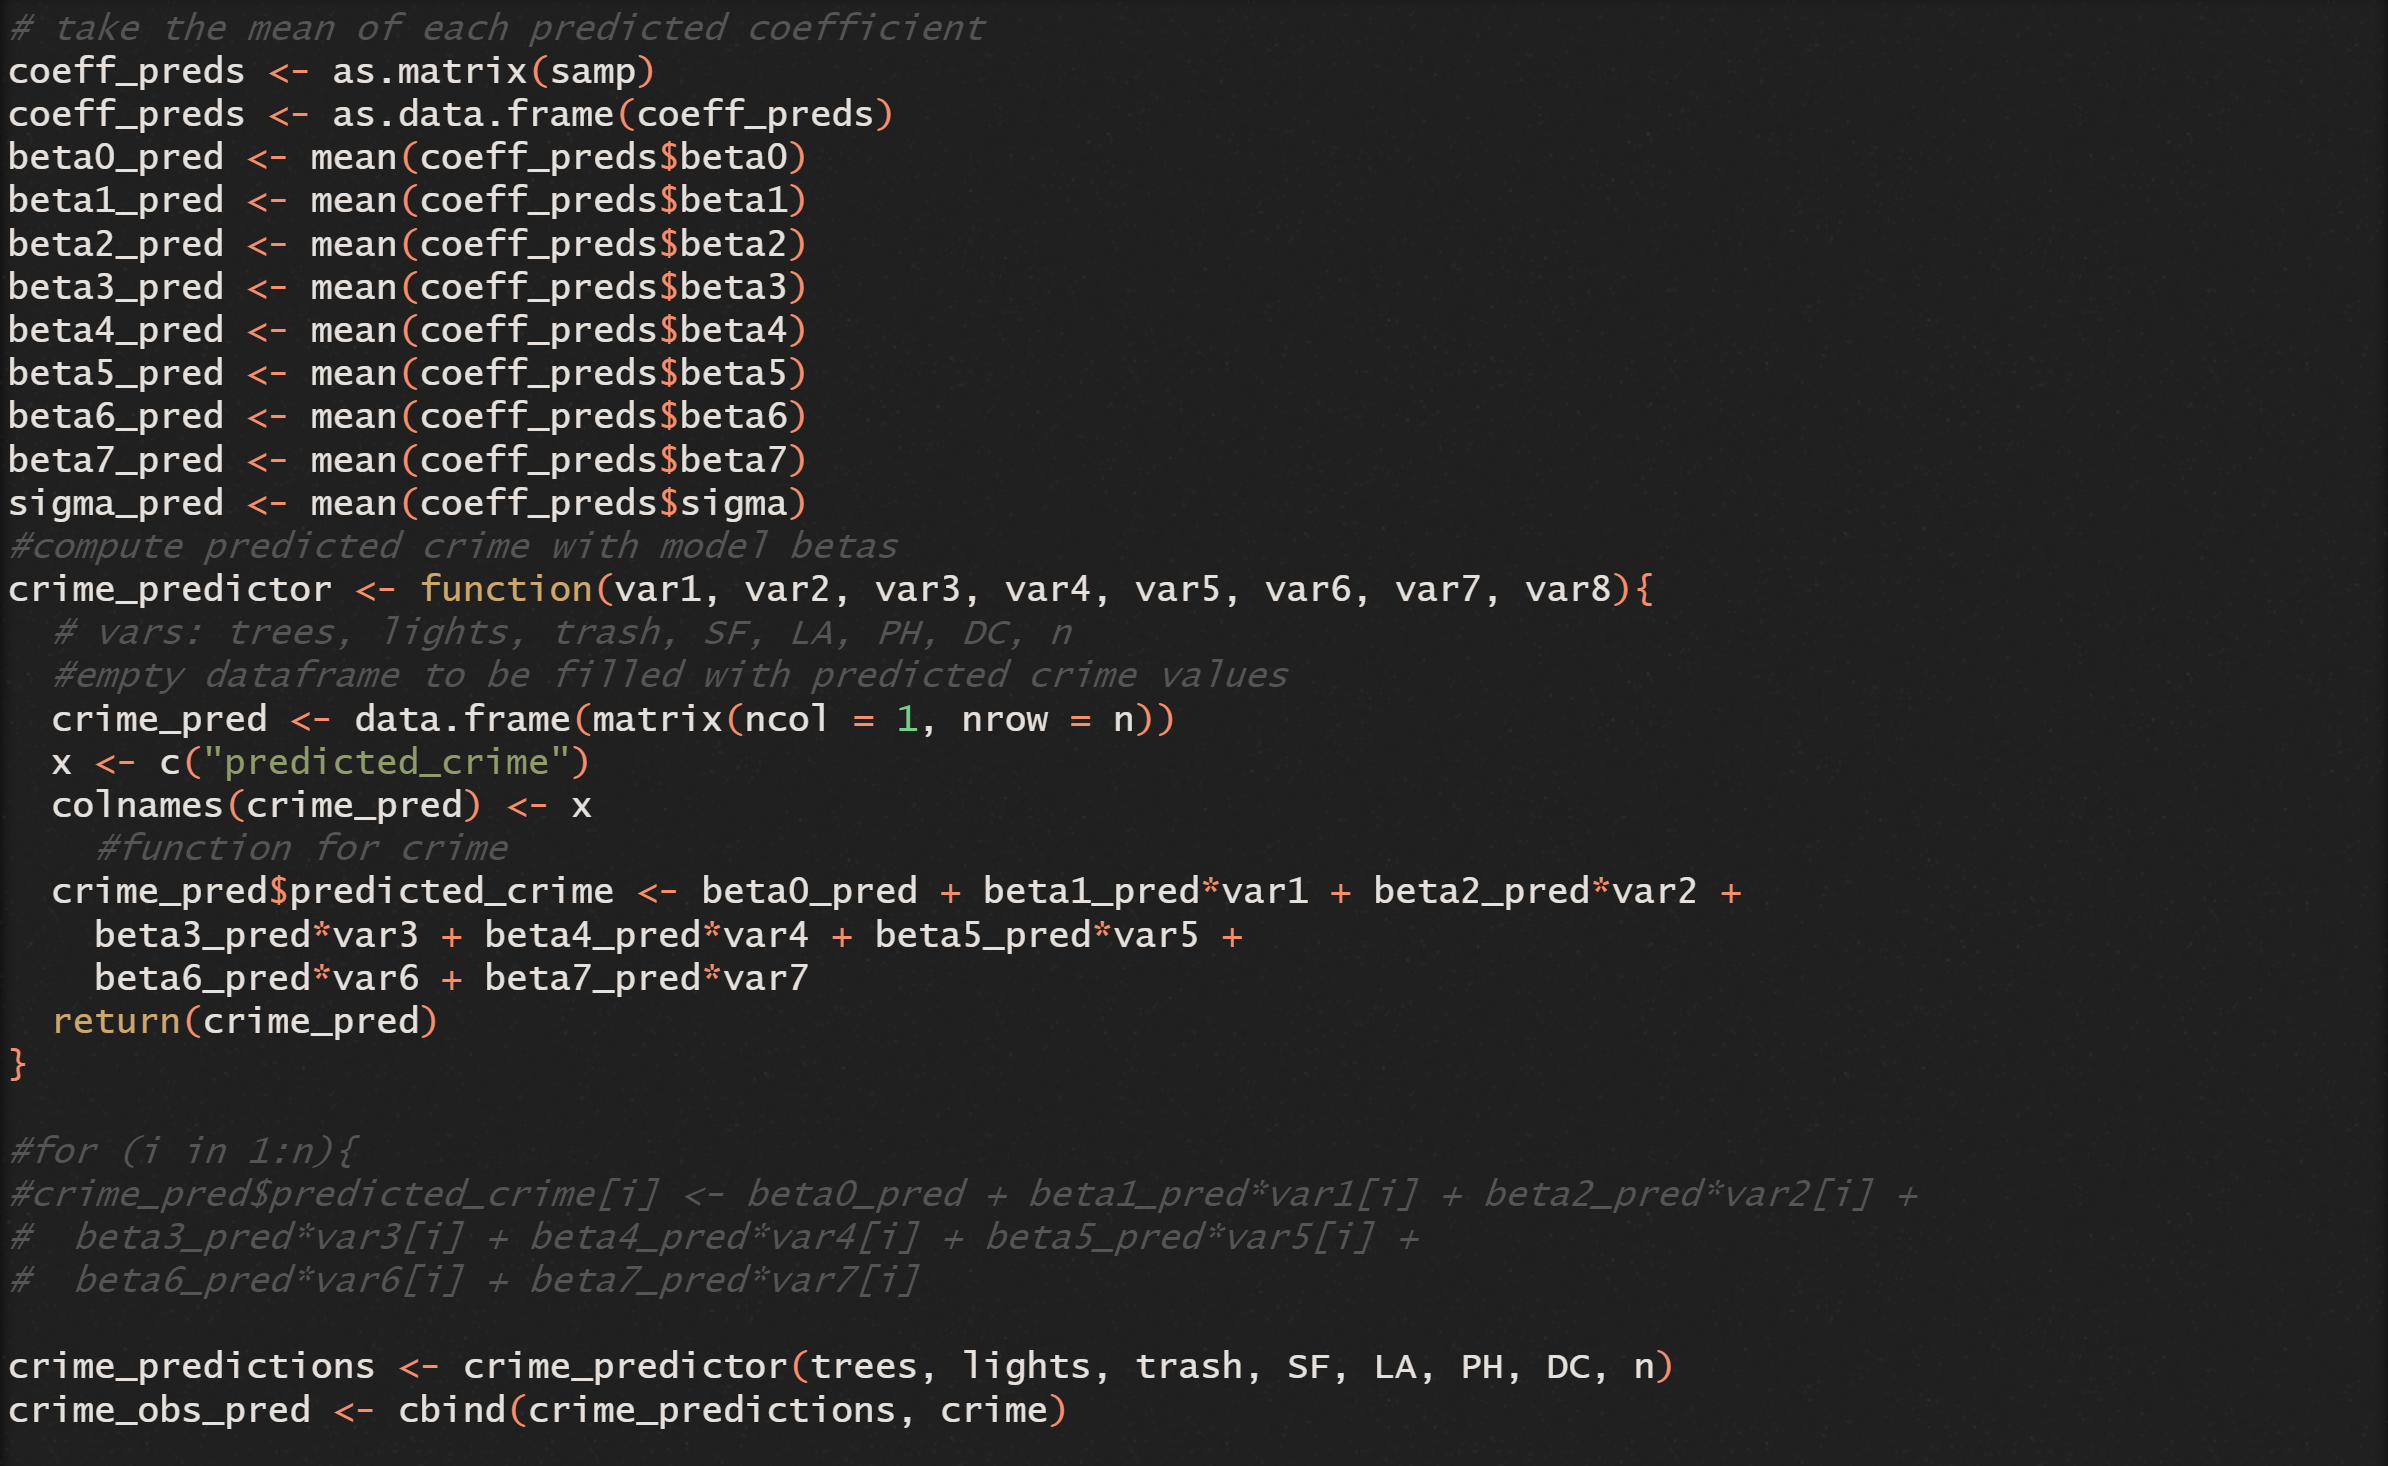 # take the mean of each predicted coefficient
coeff_preds <- as.matrix(samp)
coeff_preds <- as.data.frame(coeff_preds)
beta0_pred <- mean(coeff_preds$beta0)
beta1_pred <- mean(coeff_preds$beta1)
beta2_pred <- mean(coeff_preds$beta2)
beta3_pred <- mean(coeff_preds$beta3)
beta4_pred <- mean(coeff_preds$beta4)
beta5_pred <- mean(coeff_preds$beta5)
beta6_pred <- mean(coeff_preds$beta6)
beta7_pred <- mean(coeff_preds$beta7)
sigma_pred <- mean(coeff_preds$sigma)
#compute predicted crime with model betas
crime_predictor <- function(var1, var2, var3, var4, var5, var6, var7, var8){
  # vars: trees, lights, trash, SF, LA, PH, DC, n
  #empty dataframe to be filled with predicted crime values
  crime_pred <- data.frame(matrix(ncol = 1, nrow = n))
  x <- c("predicted_crime")
  colnames(crime_pred) <- x
    #function for crime
  crime_pred$predicted_crime <- beta0_pred + beta1_pred*var1 + beta2_pred*var2 +
    beta3_pred*var3 + beta4_pred*var4 + beta5_pred*var5 +
    beta6_pred*var6 + beta7_pred*var7
  return(crime_pred)
}
#for (i in 1:n){
#crime_pred$predicted_crime[i] <- beta0_pred + beta1_pred*var1[i] + beta2_pred*var2[i] +
#  beta3_pred*var3[i] + beta4_pred*var4[i] + beta5_pred*var5[i] +
#  beta6_pred*var6[i] + beta7_pred*var7[i]
crime_predictions <- crime_predictor(trees, lights, trash, SF, LA, PH, DC, n)
crime_obs_pred <- cbind(crime_predictions, crime)